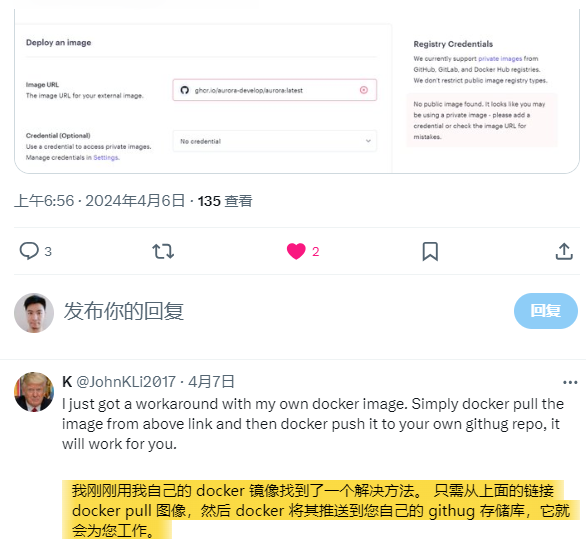 Deploy an image
Registry Credentials
We currently support private images from
GitHub, GitLab, and Docker Hub registries.
We don't restrict public image registry types.
Image URL
The image URL for your external image.
ghcr.io/aurora-develop/aurora:latest
No public image found. It looks like you may
be using a private image - please add a
credential or check the image URL for
mistakes.
Credential (Optional)
Use a credential to access private images.
Manage credentials in Settings.
No credential
上午6:56 · 2024年4月6日 · 135 查看
3
2
发布你的回复
回复
K @JohnKLi2017 · 4月7日
I just got a workaround with my own docker image. Simply docker pull the
image from above link and then docker push it to your own githug repo, it
will work for you.
我刚刚用我自己的 docker 镜像找到了一个解决方法。 只需从上面的链接
docker pull 图像，然后 docker 将其推送到您自己的 githug 存储库，它就
会为您工作。